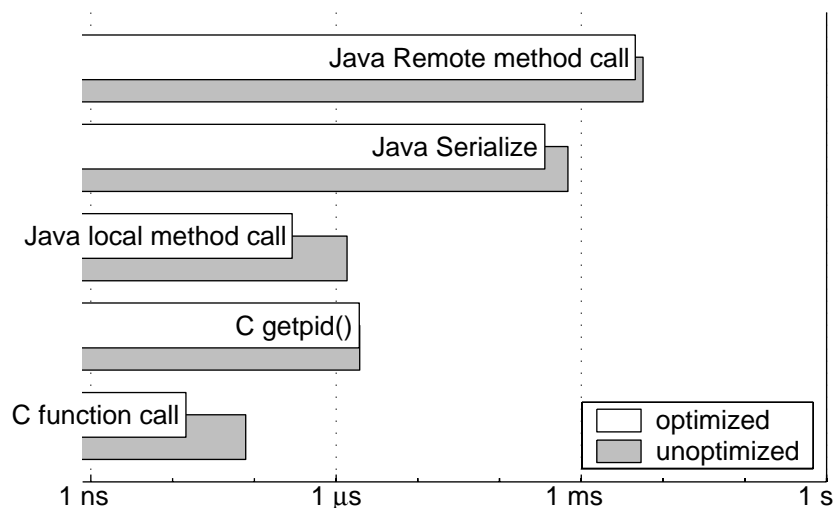 Java Remote method call
Java Serialize
Java local method call
C getpid()
C function call
optimized
unoptimized
1 ns 1 μs 1 ms 1 s